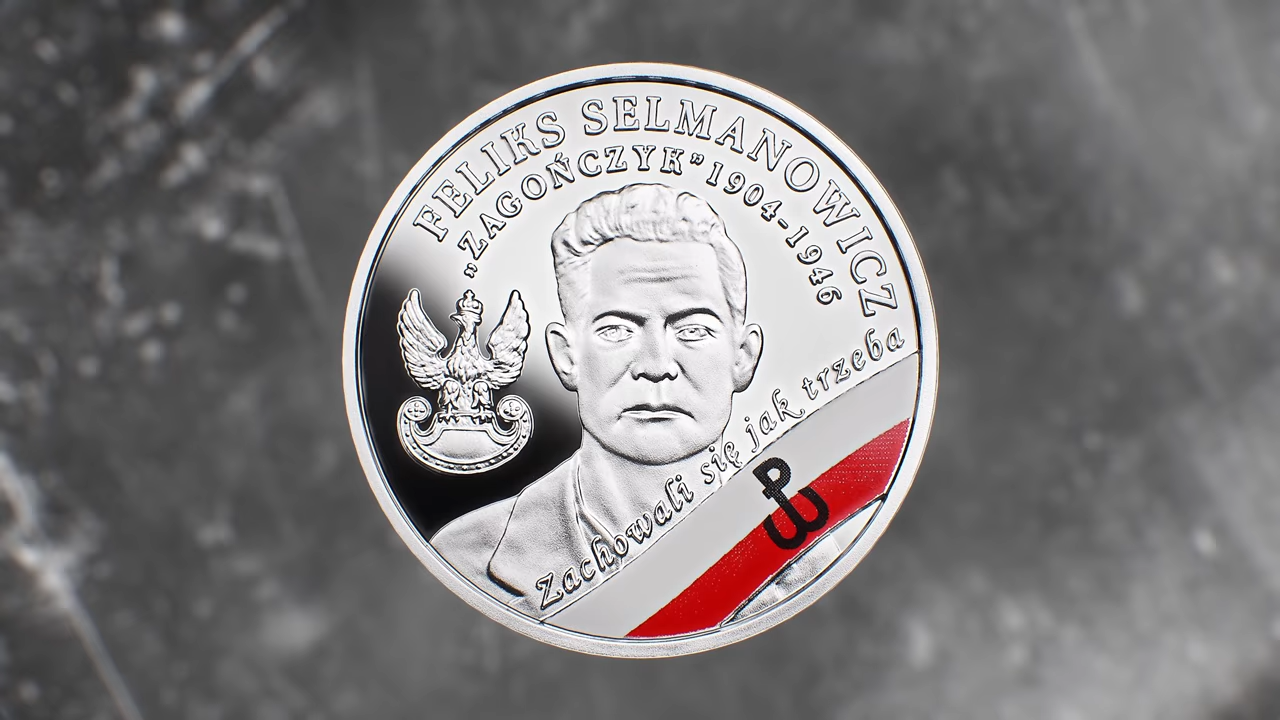 FELIKS SELMANOWICZ
„ZAGOŃCZYK” 1904-1946
Zachowali się jak trzeba